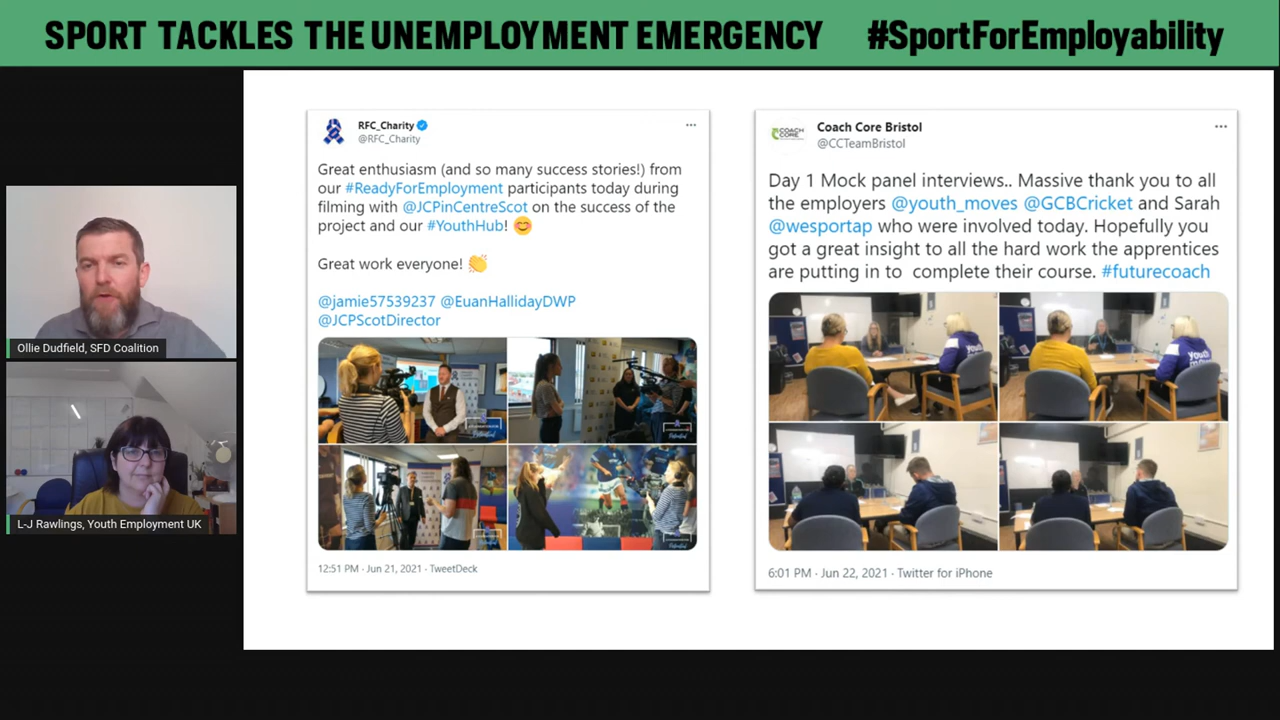 SPORT TACKLES THE UNEMPLOYMENT EMERGENCY #SportForEmployability
Ollie Dudfield, SFD Coalition
L-J Rawlings, Youth Employment UK
RFC_Charity
@RFC_Charity
Great enthusiasm (and so many success stories!) from
our #ReadyForEmployment participants today during
filming with @JCPinCentreScot on the success of the
project and our #YouthHub! 😊
Great work everyone! 👏
@jamie57539237 @EuanHallidayDWP
@JCPScotDirector
12:51 PM · Jun 21, 2021 · TweetDeck
COACH
CORE
Coach Core Bristol
@CCTeamBristol
Day 1 Mock panel interviews.. Massive thank you to all
the employers @youth_moves @GCBCricket and Sarah
@wesportap who were involved today. Hopefully you
got a great insight to all the hard work the apprentices
are putting in to  complete their course. #futurecoach
6:01 PM · Jun 22, 2021 · Twitter for iPhone